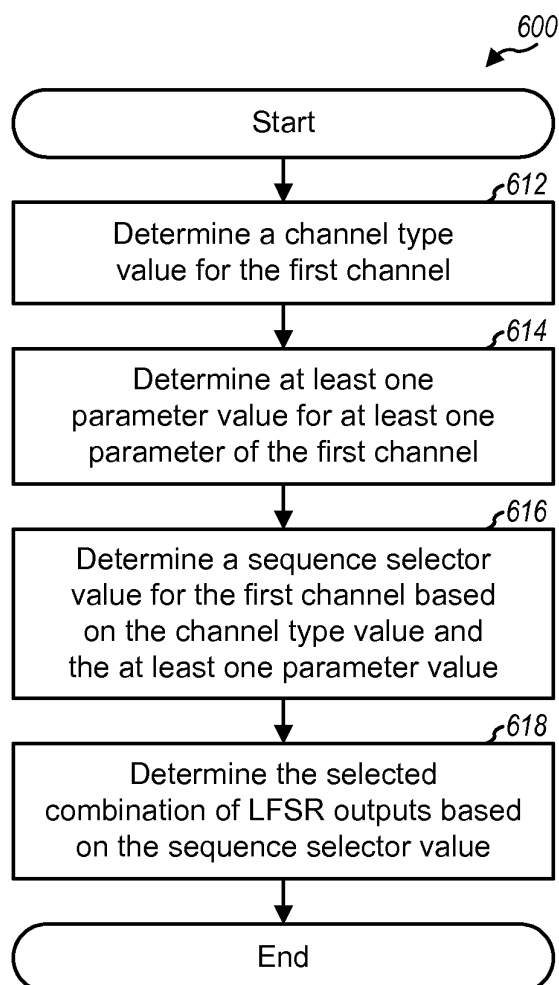 600
Start
612
Determine a channel type
value for the first channel
614
Determine at least one
parameter value for at least one
parameter of the first channel
616
Determine a sequence selector
value for the first channel based
on the channel type value and
the at least one parameter value
618
Determine the selected
combination of LFSR outputs based
on the sequence selector value
End